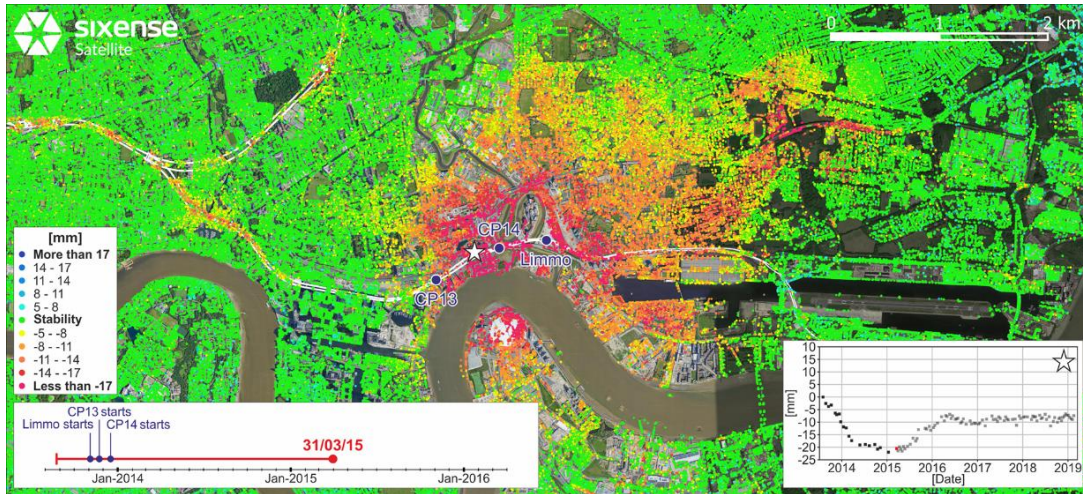 sixense
Satellite
0 1 2 km
CP14
Limmo
CP13
[mm]
More than 17
14 - 17
11 - 14
8 - 11
5 - 8
Stability
-5 - -8
-8 - -11
-11 - -14
-14 - -17
Less than -17
CP13 starts
Limmo starts CP14 starts
31/03/15
Jan-2014 Jan-2015 Jan-2016
10
5
0
-5
-10
-15
-20
-25
[mm]
2014 2015 2016 2017 2018 2019
[Date]